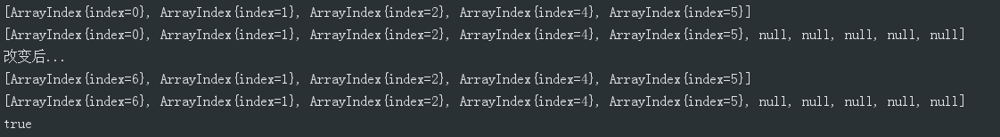 [ArrayIndex{index=0}, ArrayIndex{index=1}, ArrayIndex{index=2}, ArrayIndex{index=4}, ArrayIndex{index=5}]
[ArrayIndex{index=0}, ArrayIndex{index=1}, ArrayIndex{index=2}, ArrayIndex{index=4}, ArrayIndex{index=5}, null, null, null, null, null]
改变后...
[ArrayIndex{index=6}, ArrayIndex{index=1}, ArrayIndex{index=2}, ArrayIndex{index=4}, ArrayIndex{index=5}]
[ArrayIndex{index=6}, ArrayIndex{index=1}, ArrayIndex{index=2}, ArrayIndex{index=4}, ArrayIndex{index=5}, null, null, null, null, null]
true